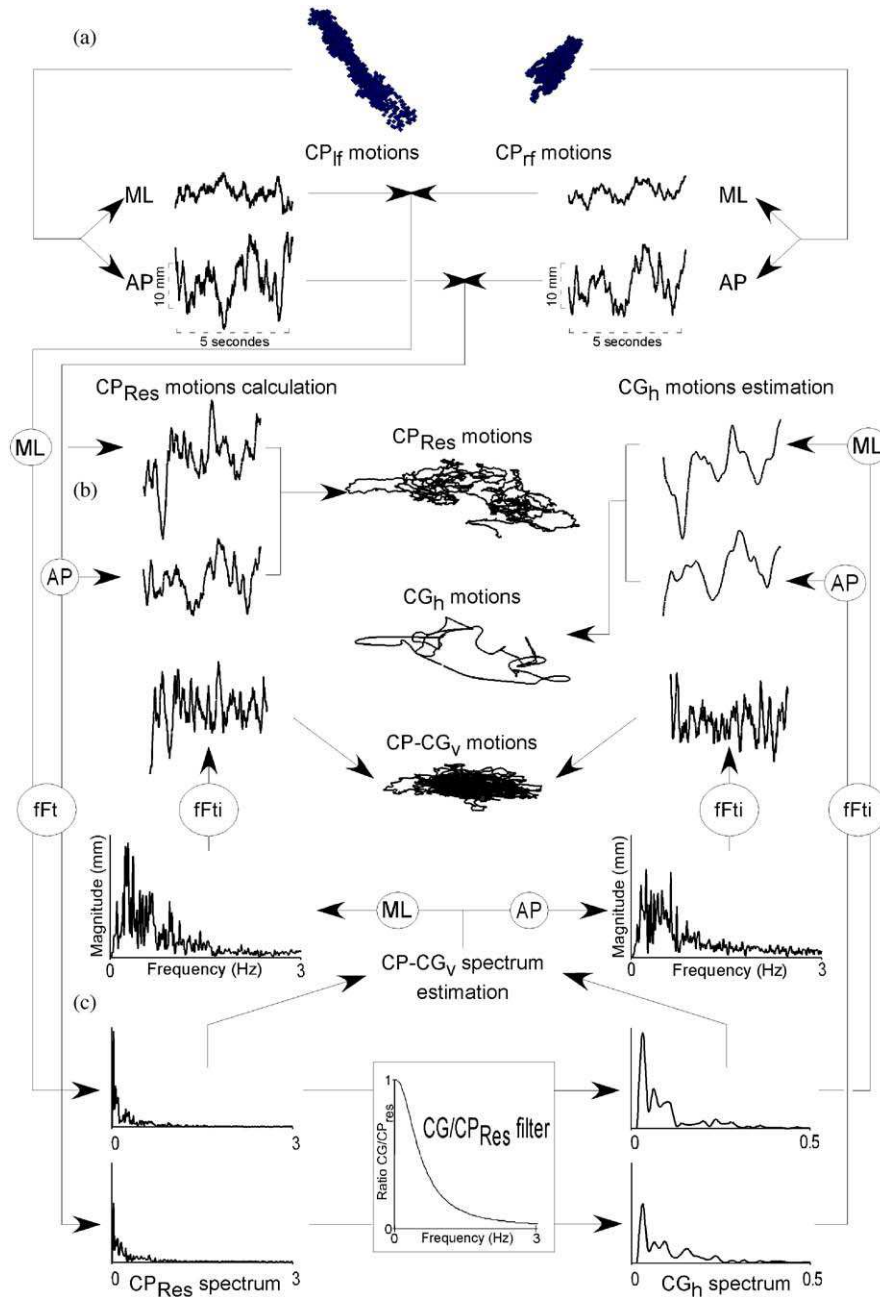 (a)
CPlf motions
CPrf motions
ML
ML
AP
AP
10 mm
10 mm
5 secondes
5 secondes
CPRes motions calculation
CGh motions estimation
CPRes motions
ML
ML
(b)
AP
AP
CGh motions
CP-CGv motions
fFt
fFti
fFti
fFti
Magnitude (mm)
Magnitude (mm)
ML
AP
0
3
0
3
Frequency (Hz)
Frequency (Hz)
CP-CGv spectrum
estimation
(c)
1
CG/CPRes filter
Ratio CG/CPres
0
0
3
Frequency (Hz)
0
3
0
0.5
0
3
0
0.5
CPRes spectrum
CGh spectrum